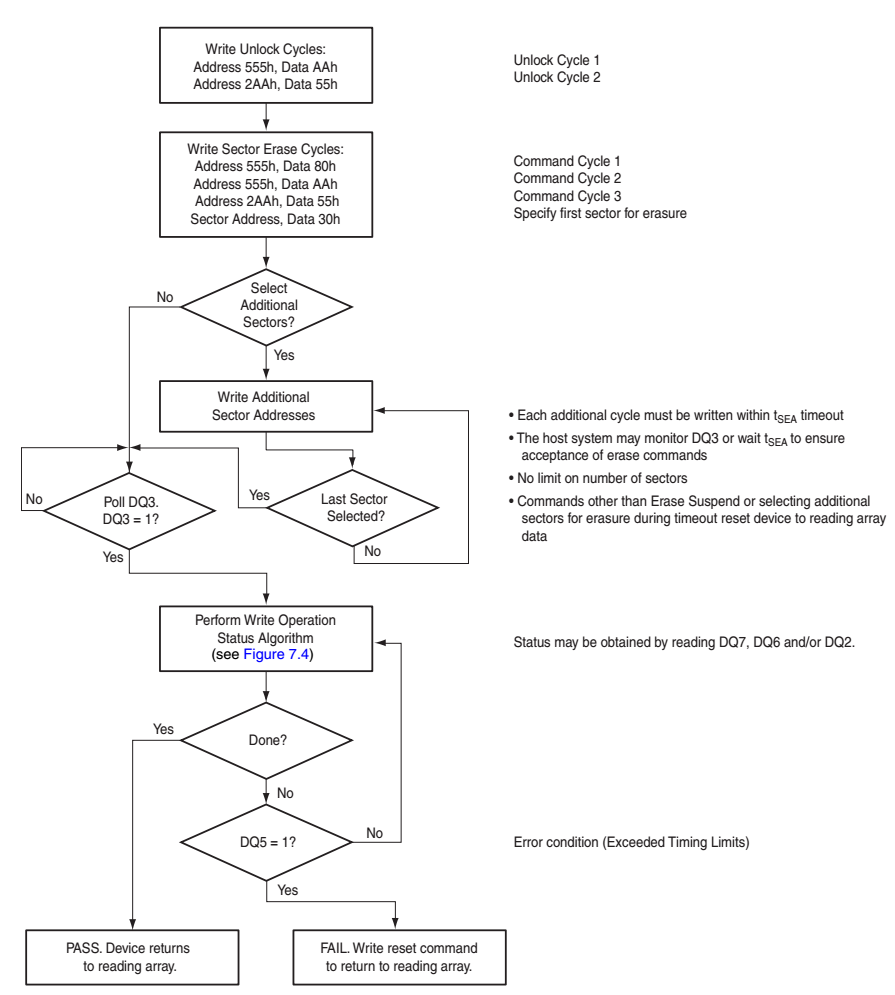 Write Unlock Cycles:
Address 555h, Data AAh
Address 2AAh, Data 55h
Unlock Cycle 1
Unlock Cycle 2
Write Sector Erase Cycles:
Address 555h, Data 80h
Address 555h, Data AAh
Address 2AAh, Data 55h
Sector Address, Data 30h
Command Cycle 1
Command Cycle 2
Command Cycle 3
Specify first sector for erasure
Select
Additional
Sectors?
No
Yes
Write Additional
Sector Addresses
• Each additional cycle must be written within tSEA timeout
• The host system may monitor DQ3 or wait tSEA to ensure
acceptance of erase commands
• No limit on number of sectors
• Commands other than Erase Suspend or selecting additional
sectors for erasure during timeout reset device to reading array
data
No
Poll DQ3.
DQ3 = 1?
Yes
Yes
Last Sector
Selected?
No
Perform Write Operation
Status Algorithm
(see Figure 7.4)
Status may be obtained by reading DQ7, DQ6 and/or DQ2.
Yes
Done?
No
DQ5 = 1?
No
Error condition (Exceeded Timing Limits)
Yes
PASS. Device returns
to reading array.
FAIL. Write reset command
to return to reading array.